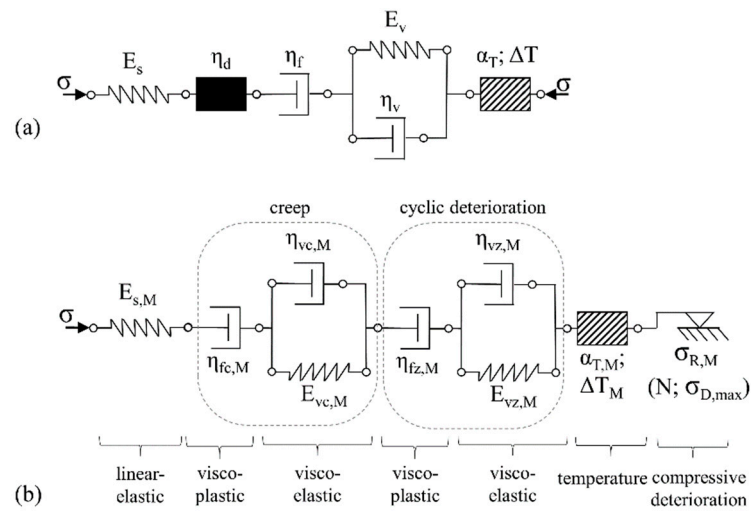 E_s
η_d
η_f
E_v
η_v
α_T; ΔT
σ
σ
(a)
creep
cyclic deterioration
η_vc,M
η_vz,M
E_s,M
σ
η_fc,M
E_vc,M
η_fz,M
E_vz,M
α_T,M;
ΔT_M
σ_R,M
(N; σ_D,max)
linear-
elastic
visco-
plastic
visco-
elastic
visco-
plastic
visco-
elastic
temperature
compressive
deterioration
(b)